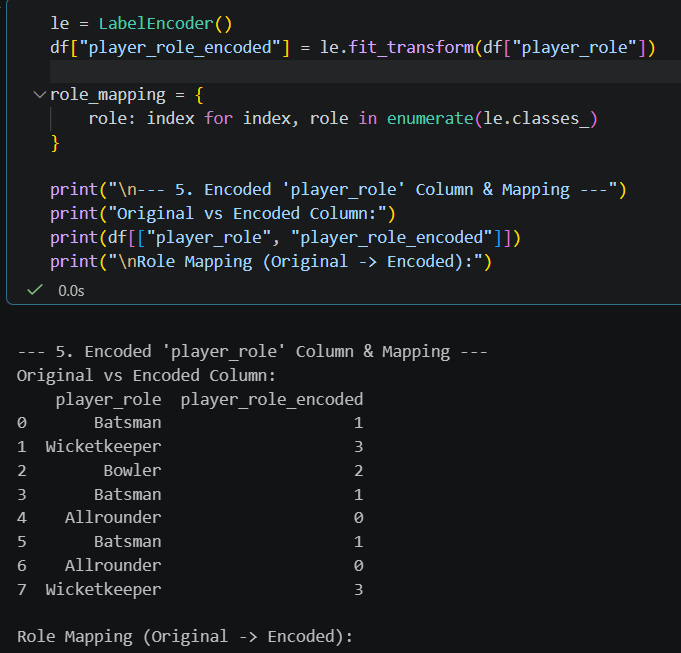 le = LabelEncoder()
df["player_role_encoded"] = le.fit_transform(df["player_role"])
role_mapping = {
    role: index for index, role in enumerate(le.classes_)
}
print("\n--- 5. Encoded 'player_role' Column & Mapping ---")
print("Original vs Encoded Column:")
print(df[["player_role", "player_role_encoded"]])
print("\nRole Mapping (Original -> Encoded):")
0.0s
--- 5. Encoded 'player_role' Column & Mapping ---
Original vs Encoded Column:
    player_role  player_role_encoded
0       Batsman                    1
1  Wicketkeeper                    3
2        Bowler                    2
3       Batsman                    1
4    Allrounder                    0
5       Batsman                    1
6    Allrounder                    0
7  Wicketkeeper                    3
Role Mapping (Original -> Encoded):